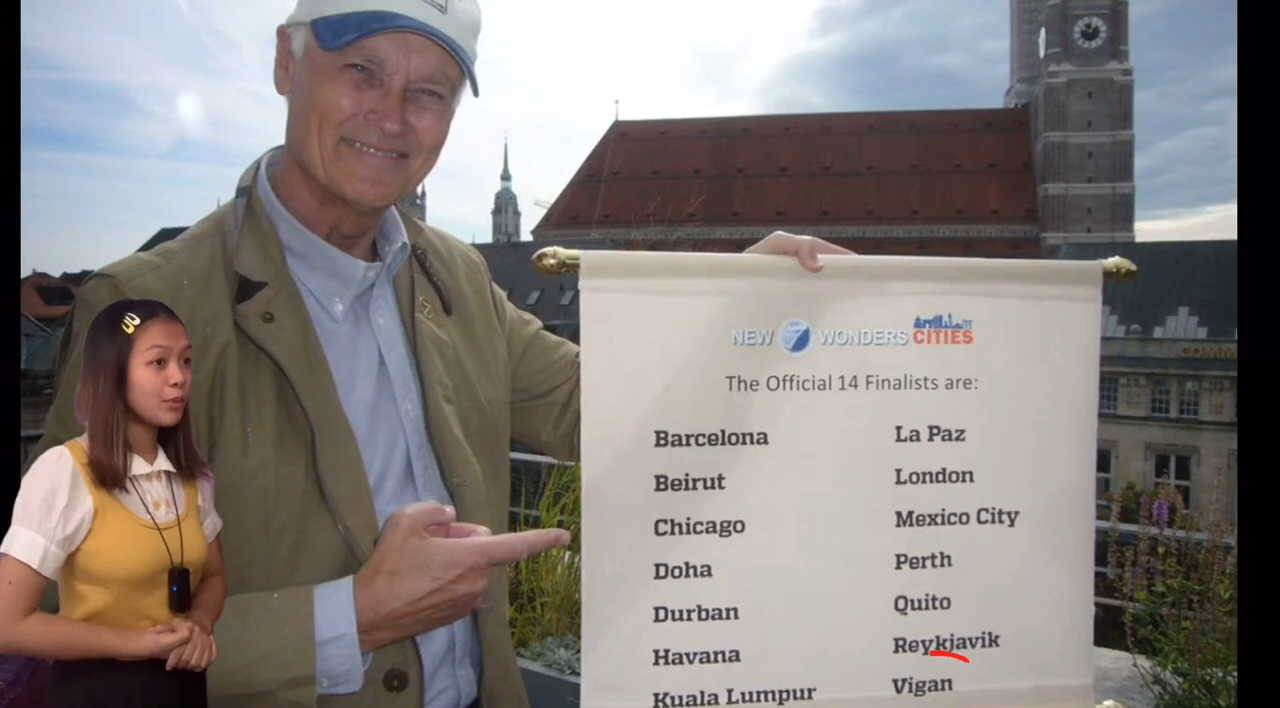 NEW 7 WONDERS CITIES
The Official 14 Finalists are:
Barcelona
Beirut
Chicago
Doha
Durban
Havana
Kuala Lumpur
La Paz
London
Mexico City
Perth
Quito
Reykjavik
Vigan